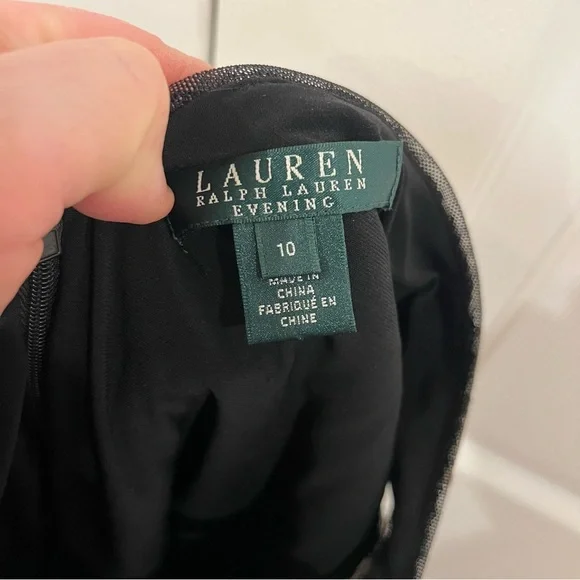 LAUREN
RALPH LAUREN
EVENING
10
MADE IN
CHINA
FABRIQUÉ EN
CHINE